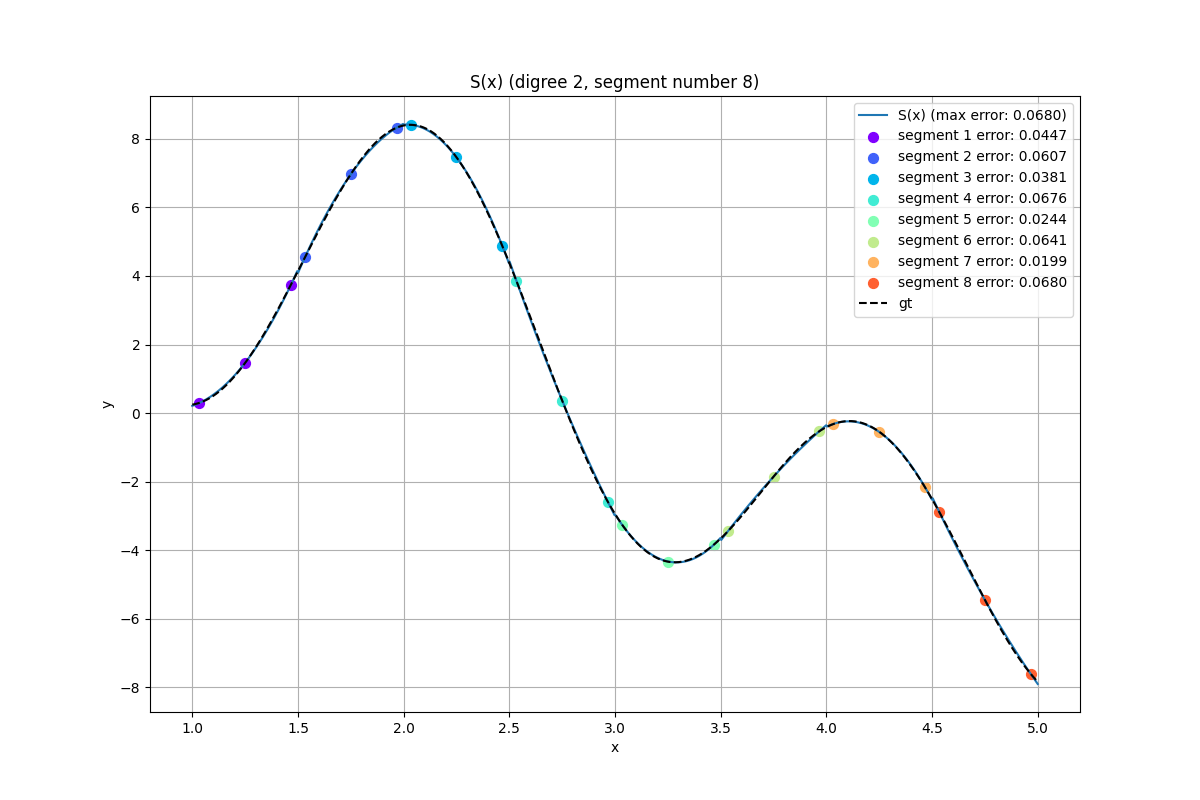 S(x) (digree 2, segment number 8)
S(x) (max error: 0.0680)
segment 1 error: 0.0447
segment 2 error: 0.0607
segment 3 error: 0.0381
segment 4 error: 0.0676
segment 5 error: 0.0244
segment 6 error: 0.0641
segment 7 error: 0.0199
segment 8 error: 0.0680
gt
y
8
6
4
2
0
−2
−4
−6
−8
1.0 1.5 2.0 2.5 3.0 3.5 4.0 4.5 5.0
x